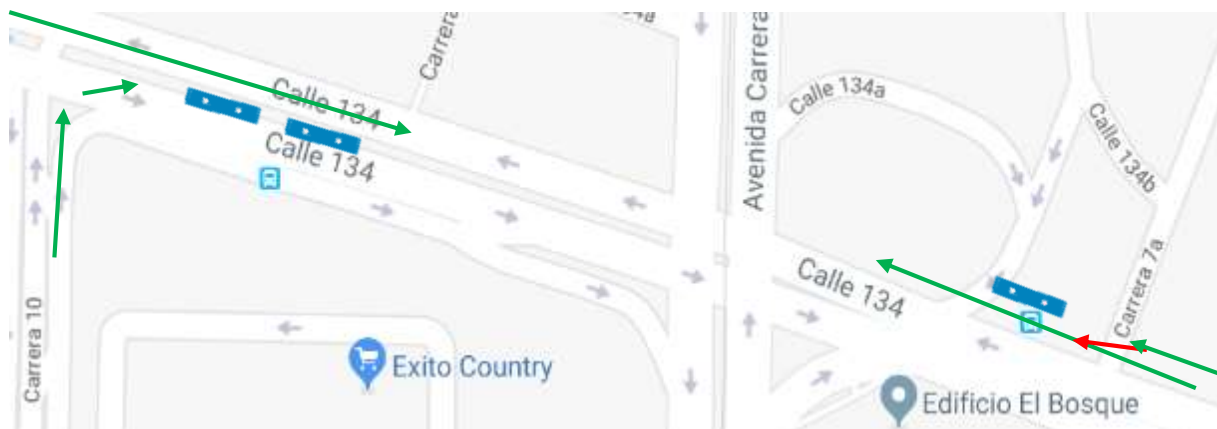 Carrera
Avenida Carrera
Calle 134
Calle 134a
Calle 134
Calle 134b
Carrera 7a
Calle 134
Carrera 10
Exito Country
Edificio El Bosque